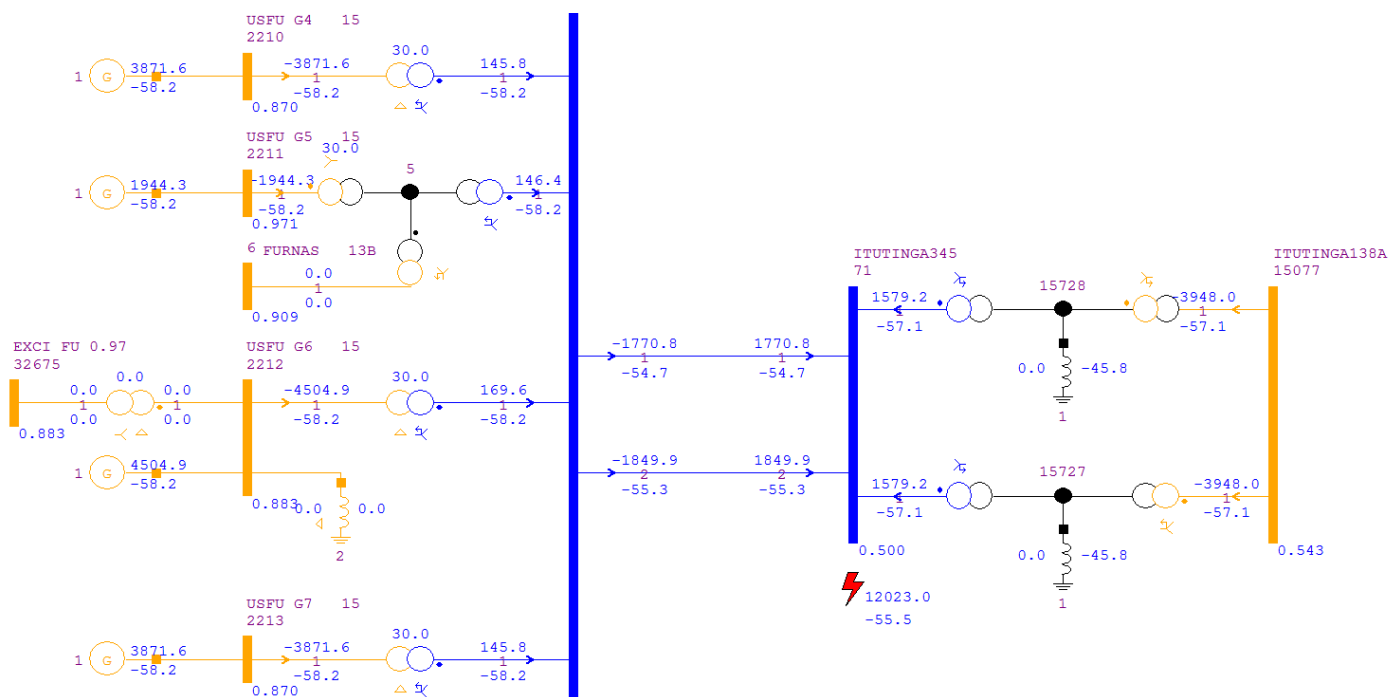 USFU G4 15
2210
1 G 3871.6 -3871.6 30.0 145.8
1 1
-58.2 -58.2 -58.2
0.870
USFU G5 15
2211
30.0 5
1 G 1944.3 -1944.3 146.4
1 1
-58.2 -58.2 -58.2
0.971
6 FURNAS 13B
0.0
1
0.0
0.909
ITUTINGA345
71
ITUTINGA138A
15077
15728
1579.2 -3948.0
1 1
-57.1 -57.1
0.0 -45.8
1
EXCI FU 0.97
32675
USFU G6 15
2212
0.0 0.0 0.0 -4504.9 30.0 169.6
1 1 1 1
0.0 0.0 -58.2 -58.2
0.883
1 G 4504.9
-58.2
0.883
0.0 0.0
2
-1770.8 1770.8
1 1
-54.7 -54.7
-1849.9 1849.9
2 2
-55.3 -55.3
15727
1579.2 -3948.0
1 1
-57.1 -57.1
0.500 0.0 -45.8 0.543
1
12023.0
-55.5
USFU G7 15
2213
1 G 3871.6 -3871.6 30.0 145.8
1 1
-58.2 -58.2 -58.2
0.870